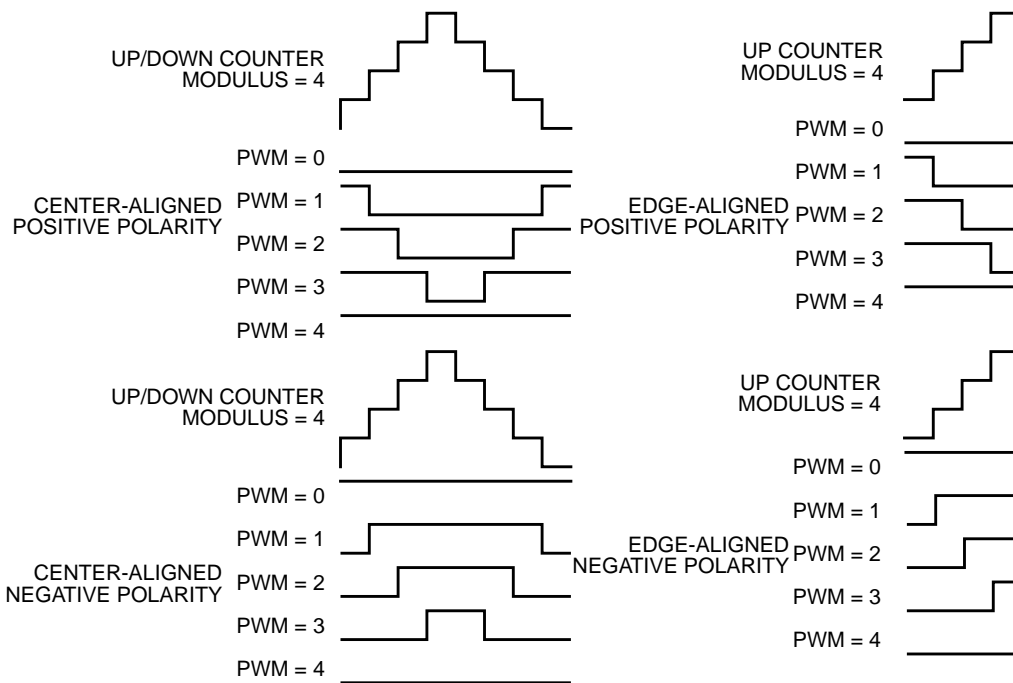 UP/DOWN COUNTER
MODULUS = 4
PWM = 0
CENTER-ALIGNED
POSITIVE POLARITY
PWM = 1
PWM = 2
PWM = 3
PWM = 4
UP COUNTER
MODULUS = 4
PWM = 0
PWM = 1
EDGE-ALIGNED
POSITIVE POLARITY
PWM = 2
PWM = 3
PWM = 4
UP/DOWN COUNTER
MODULUS = 4
PWM = 0
PWM = 1
CENTER-ALIGNED
NEGATIVE POLARITY
PWM = 2
PWM = 3
PWM = 4
UP COUNTER
MODULUS = 4
PWM = 0
PWM = 1
EDGE-ALIGNED
NEGATIVE POLARITY
PWM = 2
PWM = 3
PWM = 4